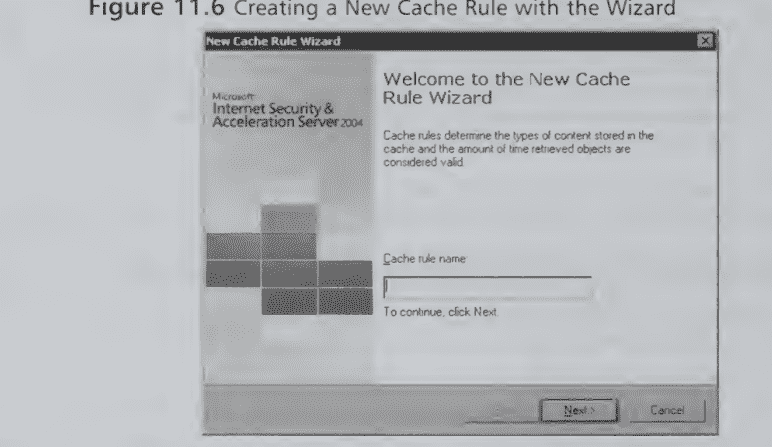 Figure 11.6 Creating a New Cache Rule with the Wizard
New Cache Rule Wizard
Microsoft
Internet Security &
Acceleration Server 2004
Welcome to the New Cache
Rule Wizard
Cache rules determine the types of content stored in the
cache and the amount of time retrieved objects are
considered valid.
Cache rule name
To continue, click Next
Next >
Cancel